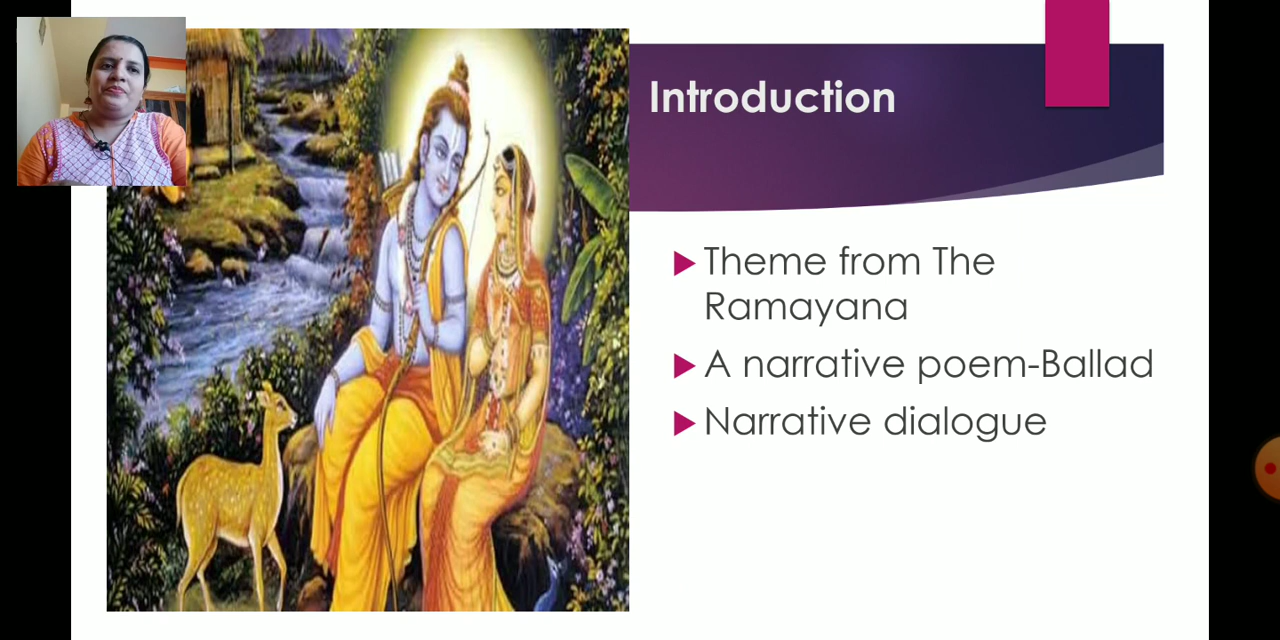 Introduction
Theme from The
Ramayana
A narrative poem-Ballad
Narrative dialogue